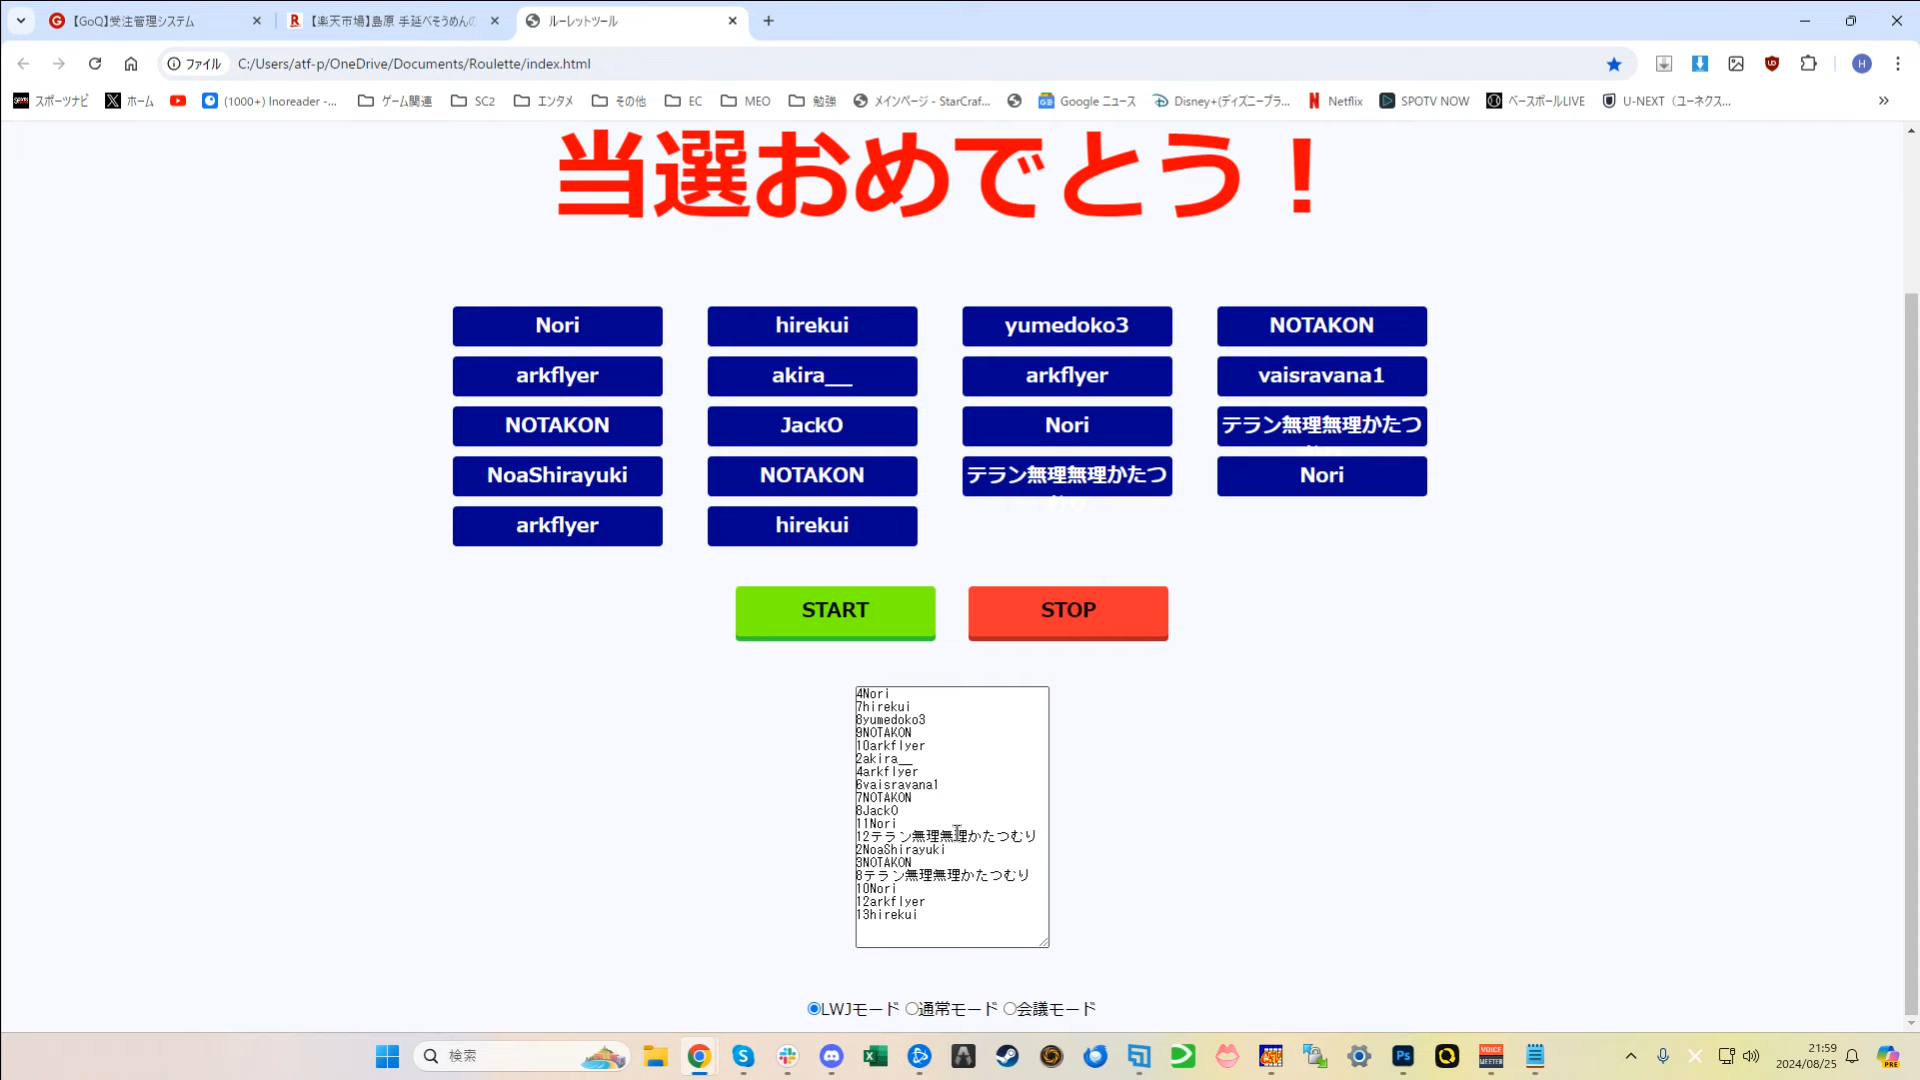 【GoQ】受注管理システム
【楽天市場】島原 手延べそうめんの
ルーレットツール
ファイル
C:/Users/atf-p/OneDrive/Documents/Roulette/index.html
H
スポーツナビ
ホーム
(1000+) Inoreader -...
ゲーム関連
SC2
エンタメ
その他
EC
MEO
勉強
メインページ - StarCraf...
Google ニュース
Disney+(ディズニープラ...
Netflix
SPOTV NOW
ベースボールLIVE
U-NEXT（ユーネクス...
当選おめでとう！
Nori hirekui yumedoko3 NOTAKON
arkflyer akira__ arkflyer vaisravana1
NOTAKON JackO Nori テラン無理無理かたつ
NoaShirayuki NOTAKON テラン無理無理かたつ Nori
arkflyer hirekui
START STOP
4Nori
7hirekui
8yumedoko3
9NOTAKON
10arkflyer
2akira__
4arkflyer
6vaisravana1
7NOTAKON
8JackO
11Nori
12テラン無理無理かたつむり
2NoaShirayuki
3NOTAKON
8テラン無理無理かたつむり
10Nori
12arkflyer
13hirekui
LWJモード 通常モード 会議モード
検索
21:59
2024/08/25